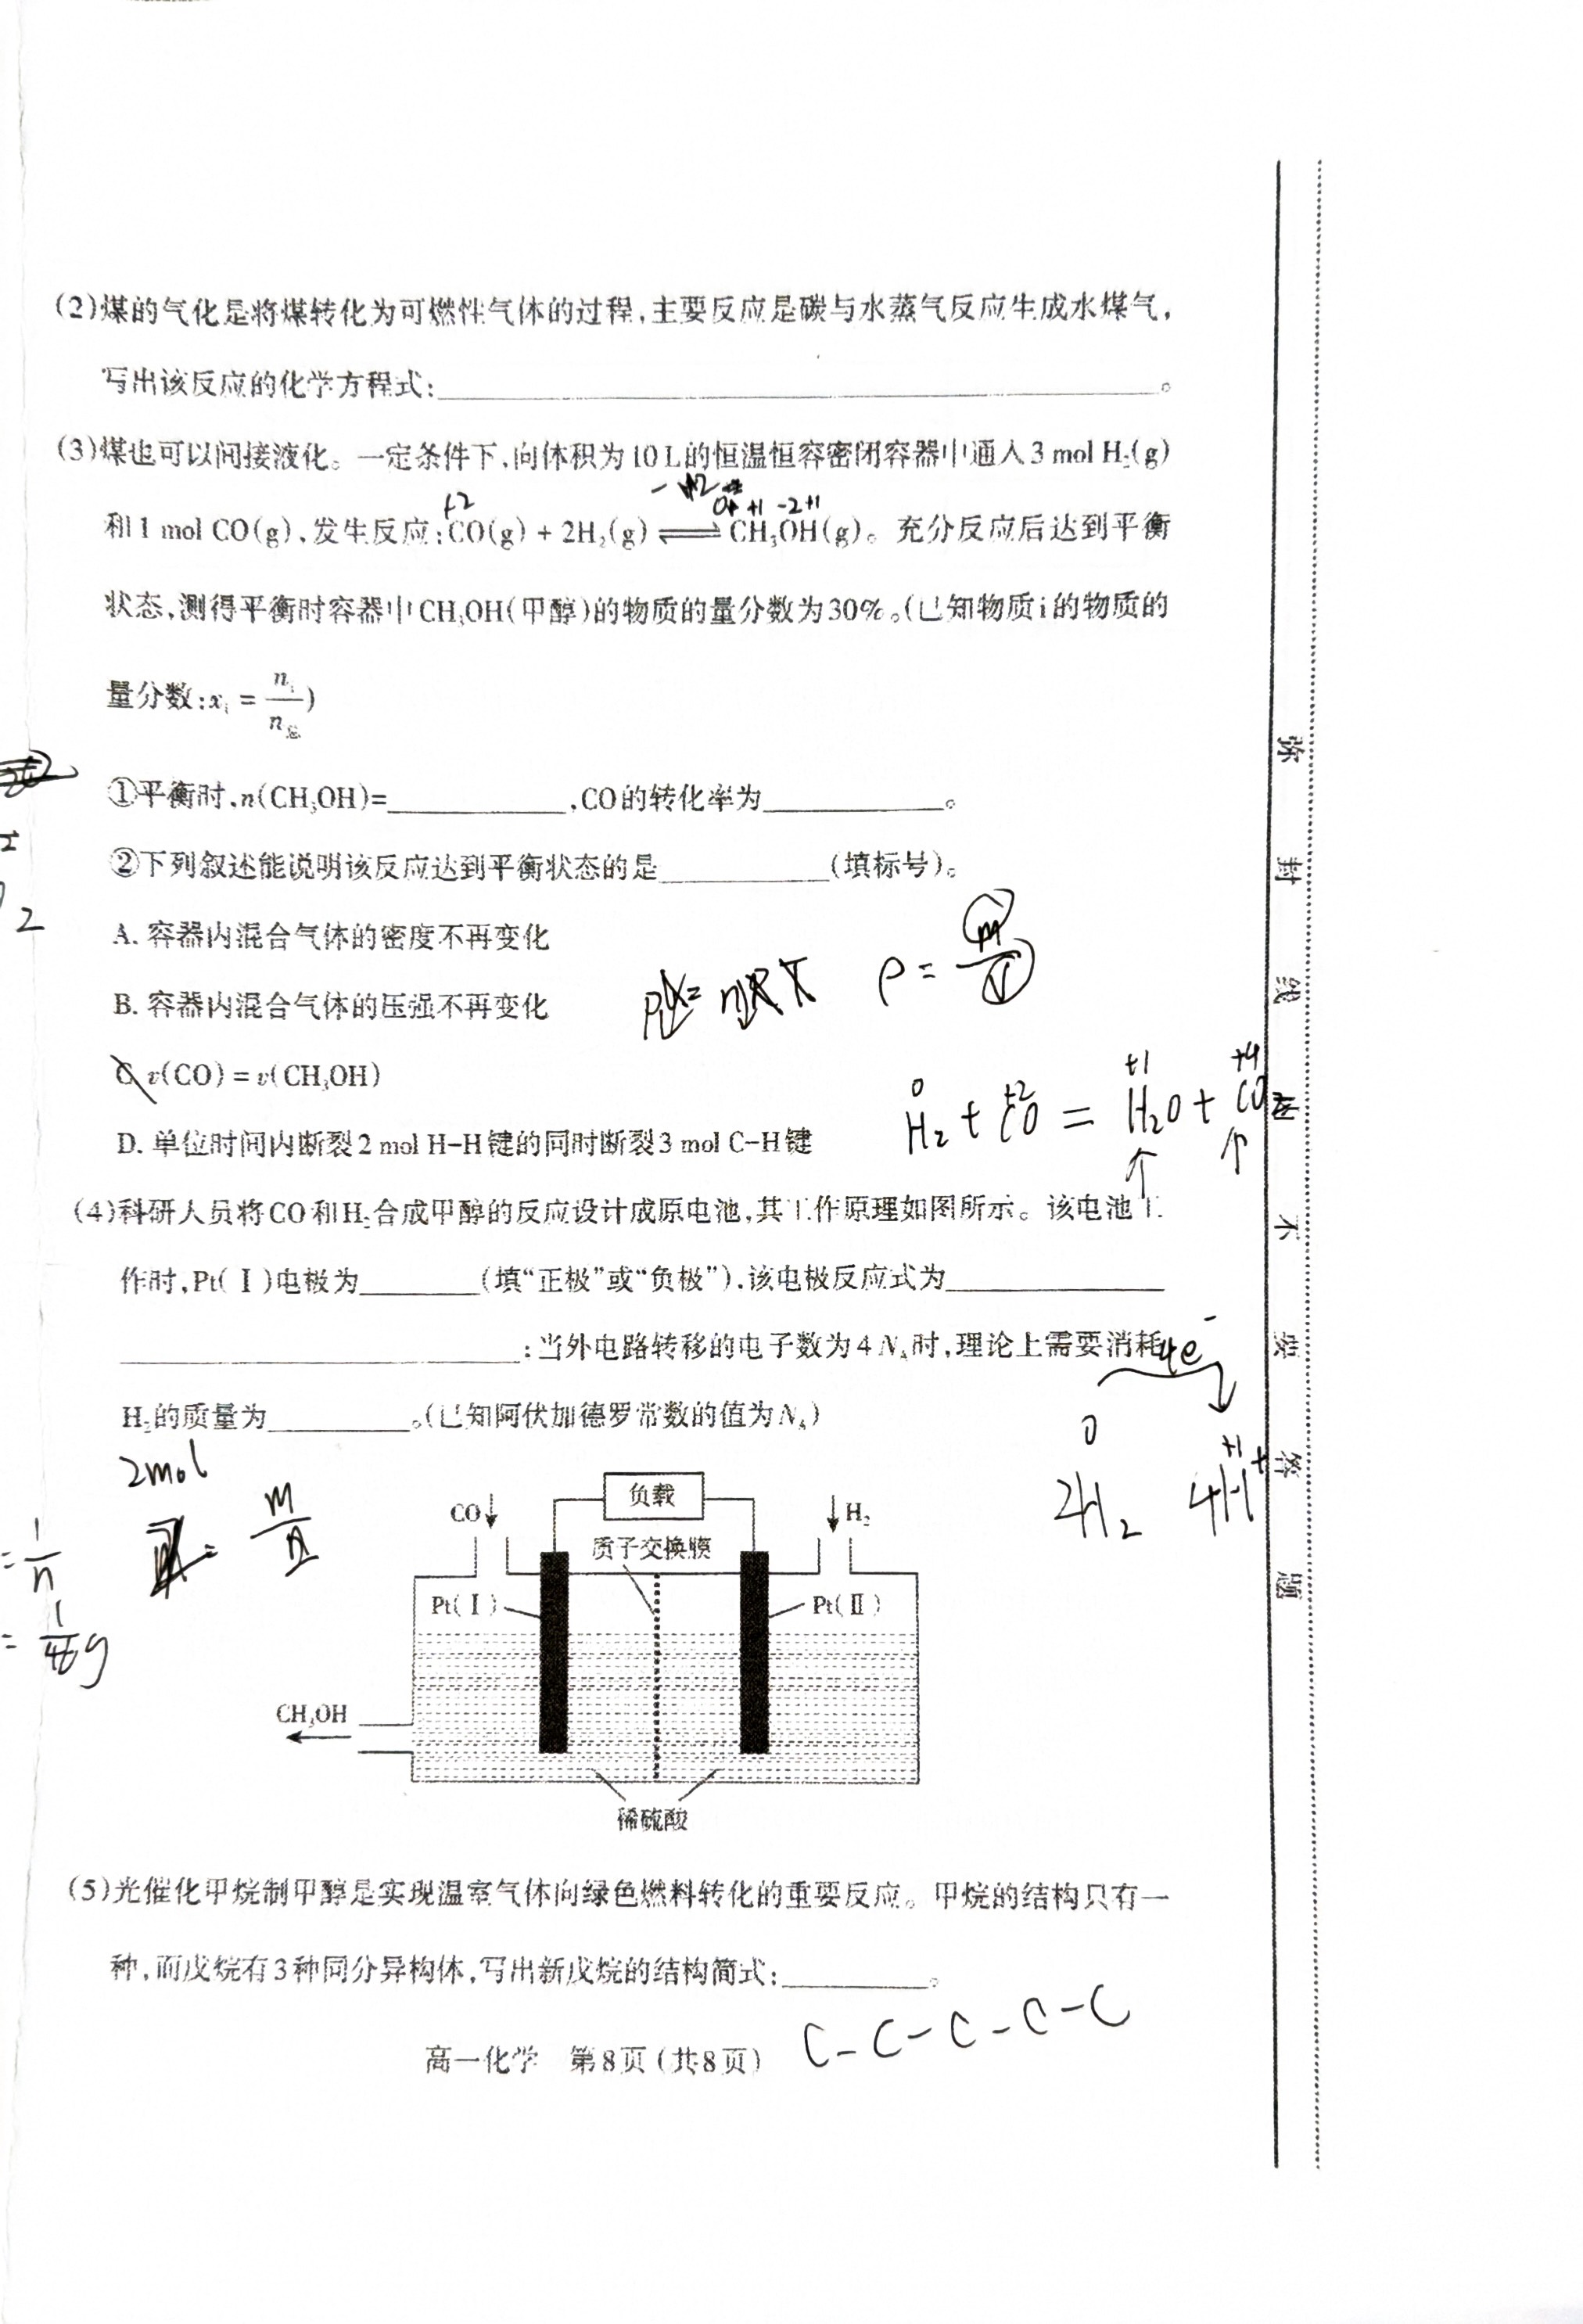 (2)煤的气化是将煤转化为可燃性气体的过程,主要反应是碳与水蒸气反应生成水煤气,
写出该反应的化学方程式:____________。
(3)煤也可以间接液化。一定条件下,向体积为10 L的恒温恒容密闭容器中通入3 mol H₂(g)
+2
0 +1 -2+1
和1 mol CO(g),发生反应:CO(g) + 2H₂(g) ⇌ CH₃OH(g)。充分反应后达到平衡
状态,测得平衡时容器中CH₃OH(甲醇)的物质的量分数为30%。(已知物质i的物质的
量分数:xᵢ = nᵢ/n总)
①平衡时,n(CH₃OH)=______,CO的转化率为______。
②下列叙述能说明该反应达到平衡状态的是______(填标号)。
2
A. 容器内混合气体的密度不再变化
B. 容器内混合气体的压强不再变化
ρ = m/V
C. v(CO) = v(CH₃OH)
0 +2 +1 +4
H₂ + CO = H₂O + CO
D. 单位时间内断裂2 mol H-H键的同时断裂3 mol C-H键
(4)科研人员将CO和H₂合成甲醇的反应设计成原电池,其工作原理如图所示。该电池工
作时,Pt(Ⅰ)电极为______(填“正极”或“负极”),该电极反应式为______
______;当外电路转移的电子数为4 Nₐ时,理论上需要消耗
4e⁻
H₂的质量为______。(已知阿伏加德罗常数的值为Nₐ)
2mol
0 +1
2H₂ 4H⁺
= m/n
= 1/n
CO↓
负载
↓H₂
质子交换膜
Pt(Ⅰ)
Pt(Ⅱ)
CH₃OH
稀硫酸
(5)光催化甲烷制甲醇是实现温室气体向绿色燃料转化的重要反应。甲烷的结构只有一
种,而戊烷有3种同分异构体,写出新戊烷的结构简式:______。
C-C-C-C-C
高一化学 第8页(共8页)
弥
封
线
内
不
答
题